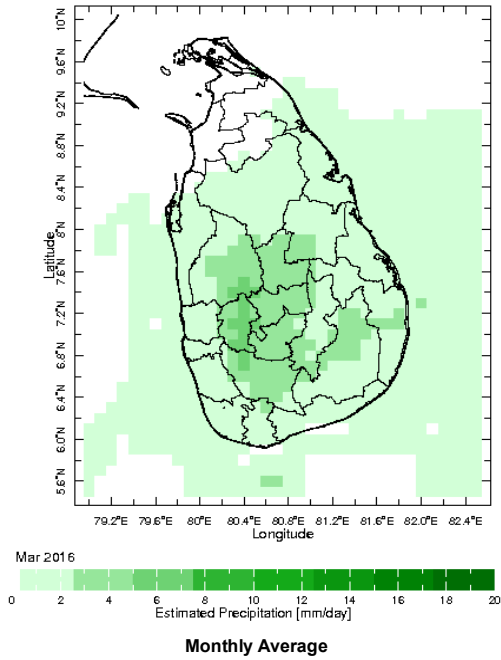 10°N
9.6°N
9.2°N
8.8°N
8.4°N
8°N
7.6°N
7.2°N
6.8°N
6.4°N
6.0°N
5.6°N
Latitude
79.2°E 79.6°E 80°E 80.4°E 80.8°E 81.2°E 81.6°E 82°E 82.4°E
Longitude
Mar 2016
0 2 4 6 8 10 12 14 16 18 20
Estimated Precipitation [mm/day]
Monthly Average